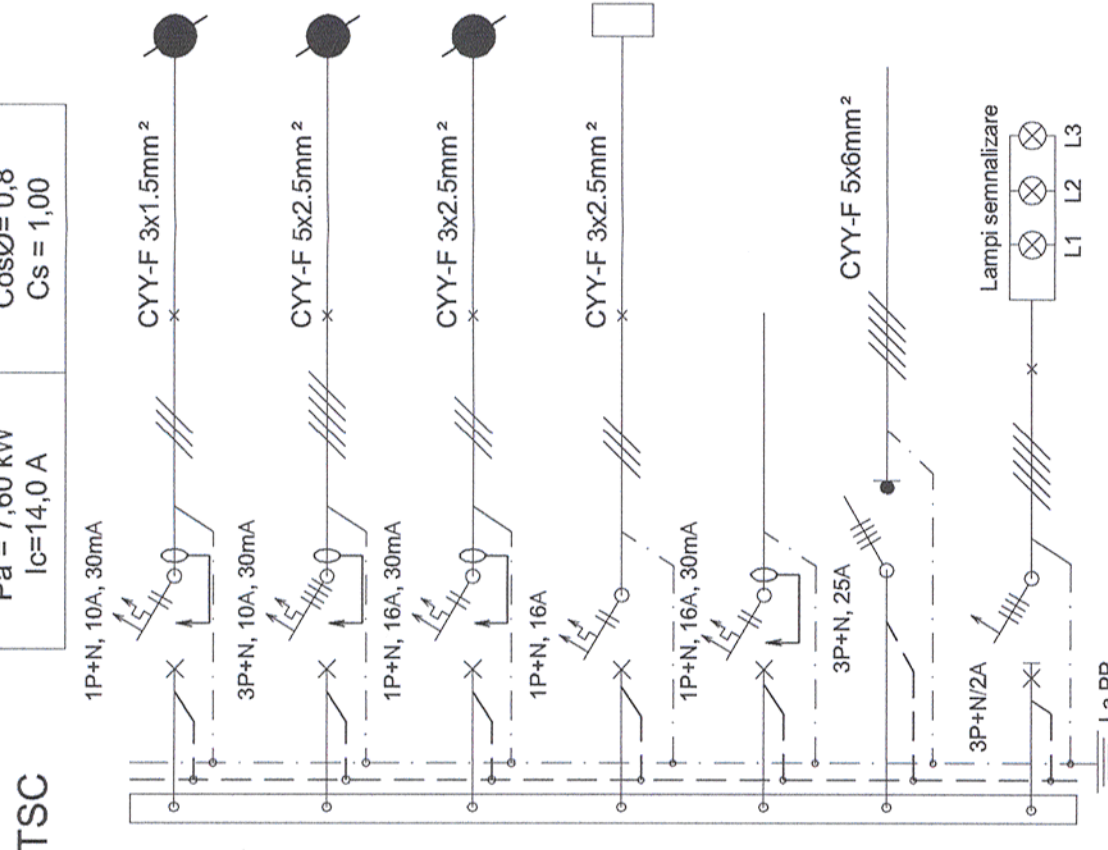 TSC
Pa = 7,60 kW
Ic=14,0 A
CosØ= 0,8
Cs = 1,00
1P+N, 10A, 30mA
CYY-F 3x1.5mm²
3P+N, 10A, 30mA
CYY-F 5x2.5mm²
1P+N, 16A, 30mA
CYY-F 3x2.5mm²
1P+N, 16A
CYY-F 3x2.5mm²
1P+N, 16A, 30mA
3P+N, 25A
CYY-F 5x6mm²
3P+N/2A
Lampi semnalizare
L1 L2 L3
La